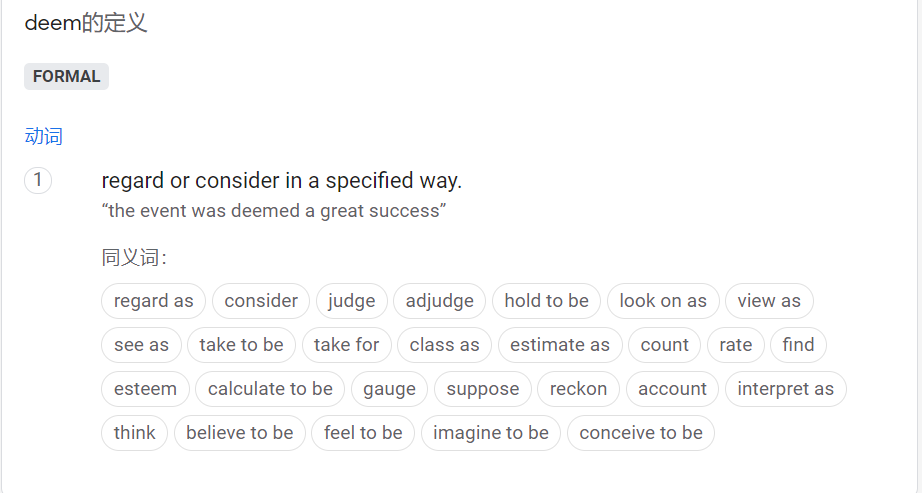 deem的定义
FORMAL
动词
1 regard or consider in a specified way.
“the event was deemed a great success”
同义词：
regard as consider judge adjudge hold to be look on as view as
see as take to be take for class as estimate as count rate find
esteem calculate to be gauge suppose reckon account interpret as
think believe to be feel to be imagine to be conceive to be